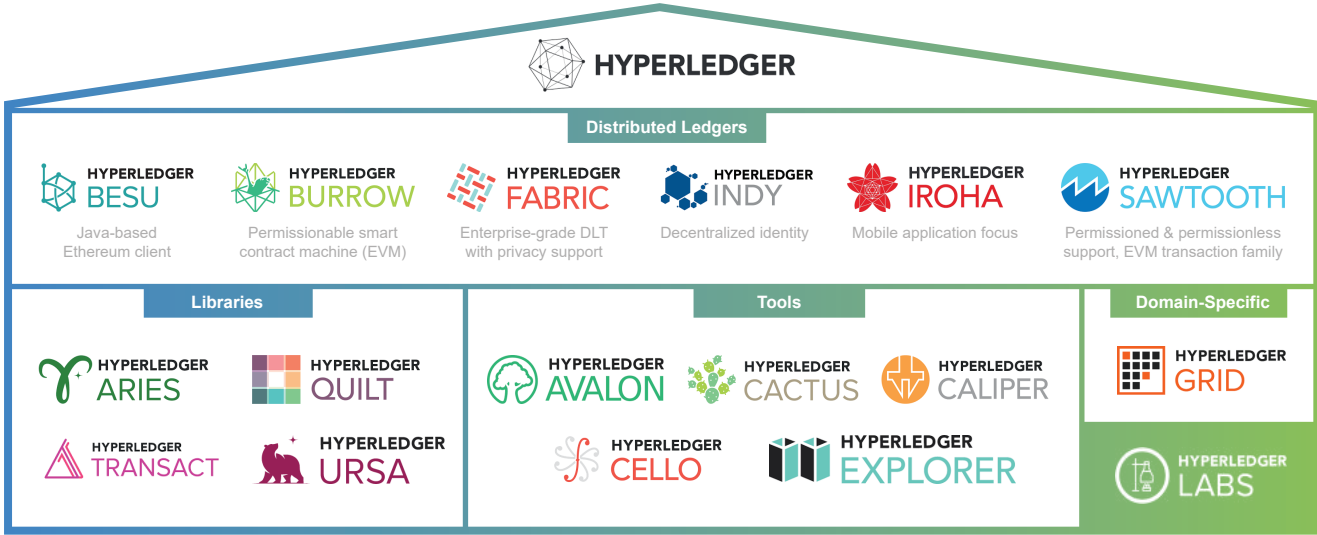 HYPERLEDGER
Distributed Ledgers
HYPERLEDGER
BESU
Java-based
Ethereum client
HYPERLEDGER
BURROW
Permissionable smart
contract machine (EVM)
HYPERLEDGER
FABRIC
Enterprise-grade DLT
with privacy support
HYPERLEDGER
INDY
Decentralized identity
HYPERLEDGER
IROHA
Mobile application focus
HYPERLEDGER
SAWTOOTH
Permissioned & permissionless
support, EVM transaction family
Libraries
HYPERLEDGER
ARIES
HYPERLEDGER
QUILT
HYPERLEDGER
TRANSACT
HYPERLEDGER
URSA
Tools
HYPERLEDGER
AVALON
HYPERLEDGER
CACTUS
HYPERLEDGER
CALIPER
HYPERLEDGER
CELLO
HYPERLEDGER
EXPLORER
Domain-Specific
HYPERLEDGER
GRID
HYPERLEDGER
LABS